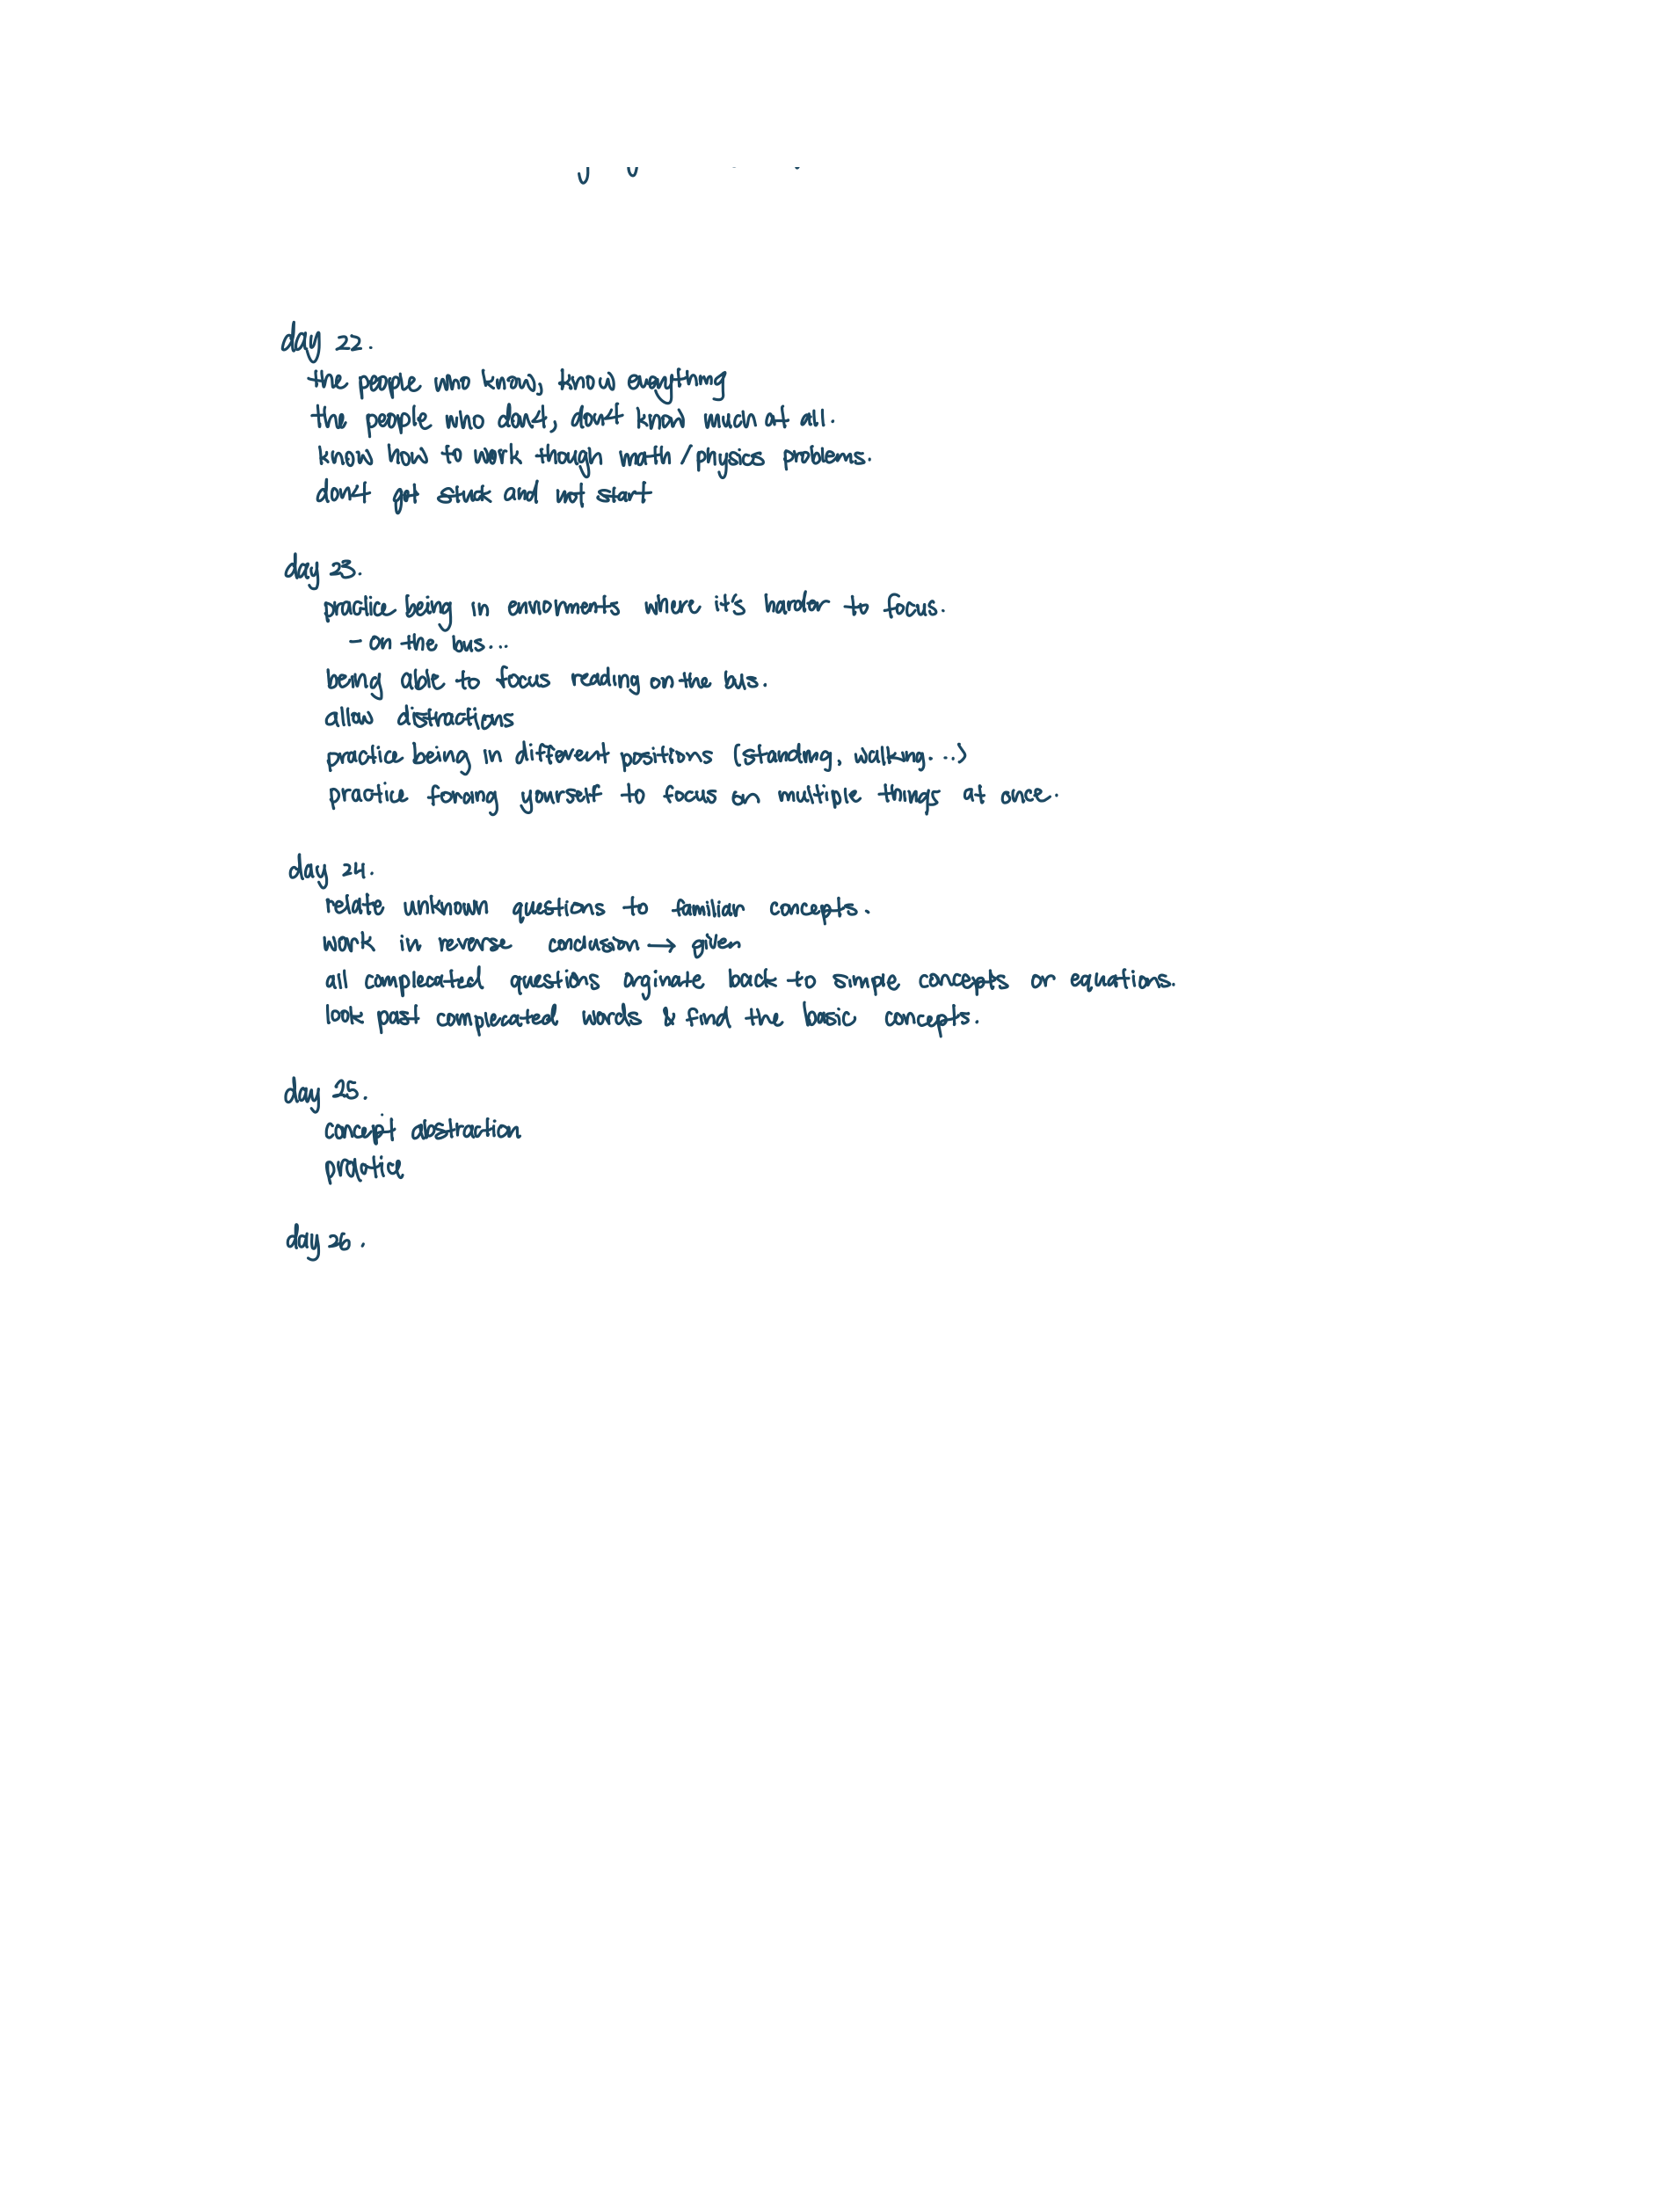 day 22.
the people who know, know everything
the people who don't, don't know much at all.
know how to work though math/physics problems.
don't get stuck and not start
day 23.
practice being in enviorments where it's harder to focus.
- on the bus...
being able to focus reading on the bus.
allow distractions
practice being in different positions (standing, walking...)
practice forcing yourself to focus on multiple things at once.
day 24.
relate unknown questions to familiar concepts.
work in reverse conclusion → given
all complecated questions orginate back to simple concepts or equations.
look past complecated words & find the basic concepts.
day 25.
concept abstraction
practice
day 26.